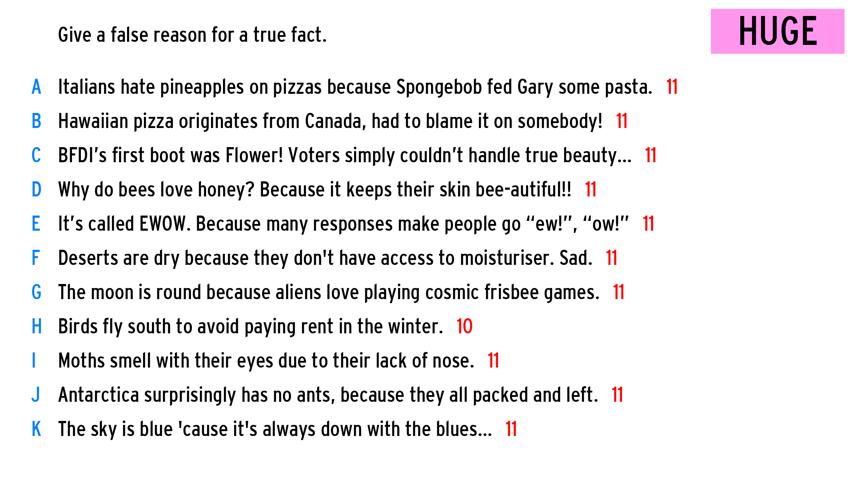 Give a false reason for a true fact.
HUGE
A Italians hate pineapples on pizzas because Spongebob fed Gary some pasta. 11
B Hawaiian pizza originates from Canada, had to blame it on somebody! 11
C BFDI's first boot was Flower! Voters simply couldn't handle true beauty... 11
D Why do bees love honey? Because it keeps their skin bee-autiful!! 11
E It's called EWOW. Because many responses make people go “ew!”, “ow!” 11
F Deserts are dry because they don't have access to moisturiser. Sad. 11
G The moon is round because aliens love playing cosmic frisbee games. 11
H Birds fly south to avoid paying rent in the winter. 10
I Moths smell with their eyes due to their lack of nose. 11
J Antarctica surprisingly has no ants, because they all packed and left. 11
K The sky is blue 'cause it's always down with the blues... 11